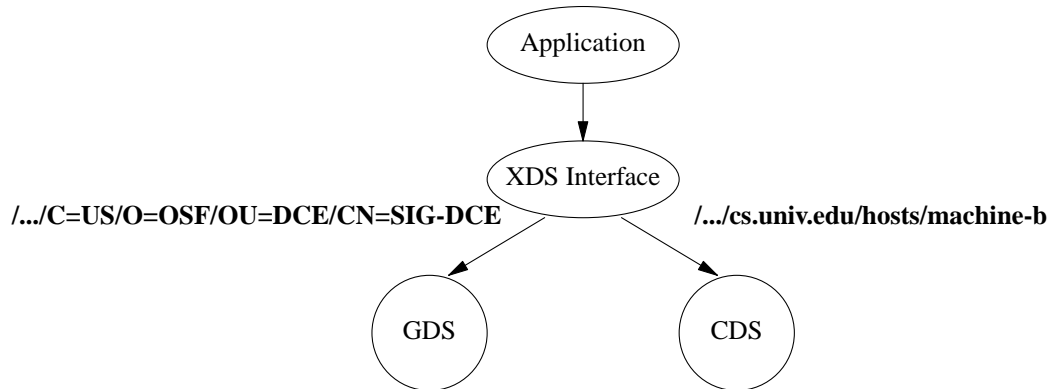 Application
XDS Interface
/.../C=US/O=OSF/OU=DCE/CN=SIG-DCE
/.../cs.univ.edu/hosts/machine-b
GDS
CDS